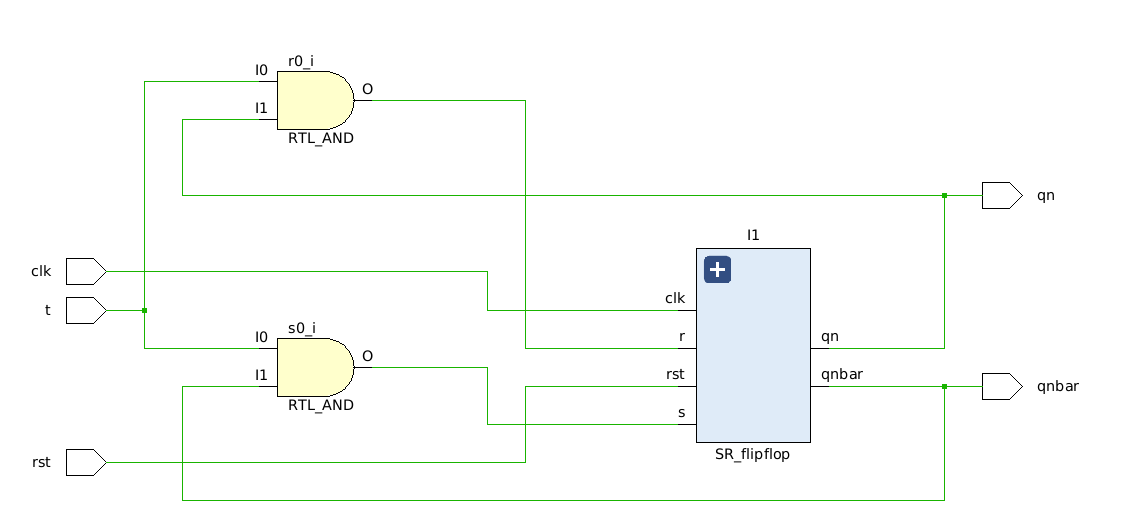 r0_i
I0
O
I1
RTL_AND
qn
I1
clk
clk
t
s0_i
I0
r
qn
O
I1
rst
qnbar
qnbar
RTL_AND
s
rst
SR_flipflop